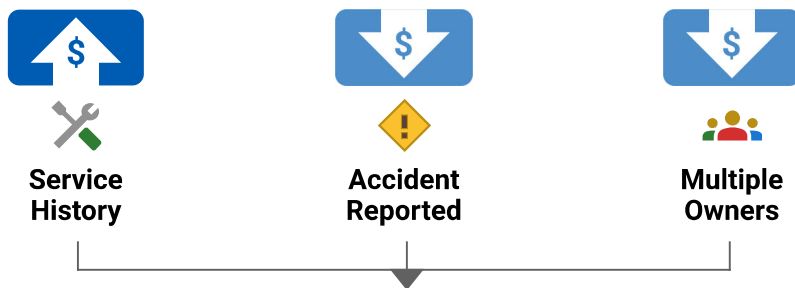 $
$
$
!
Service
History
Accident
Reported
Multiple
Owners